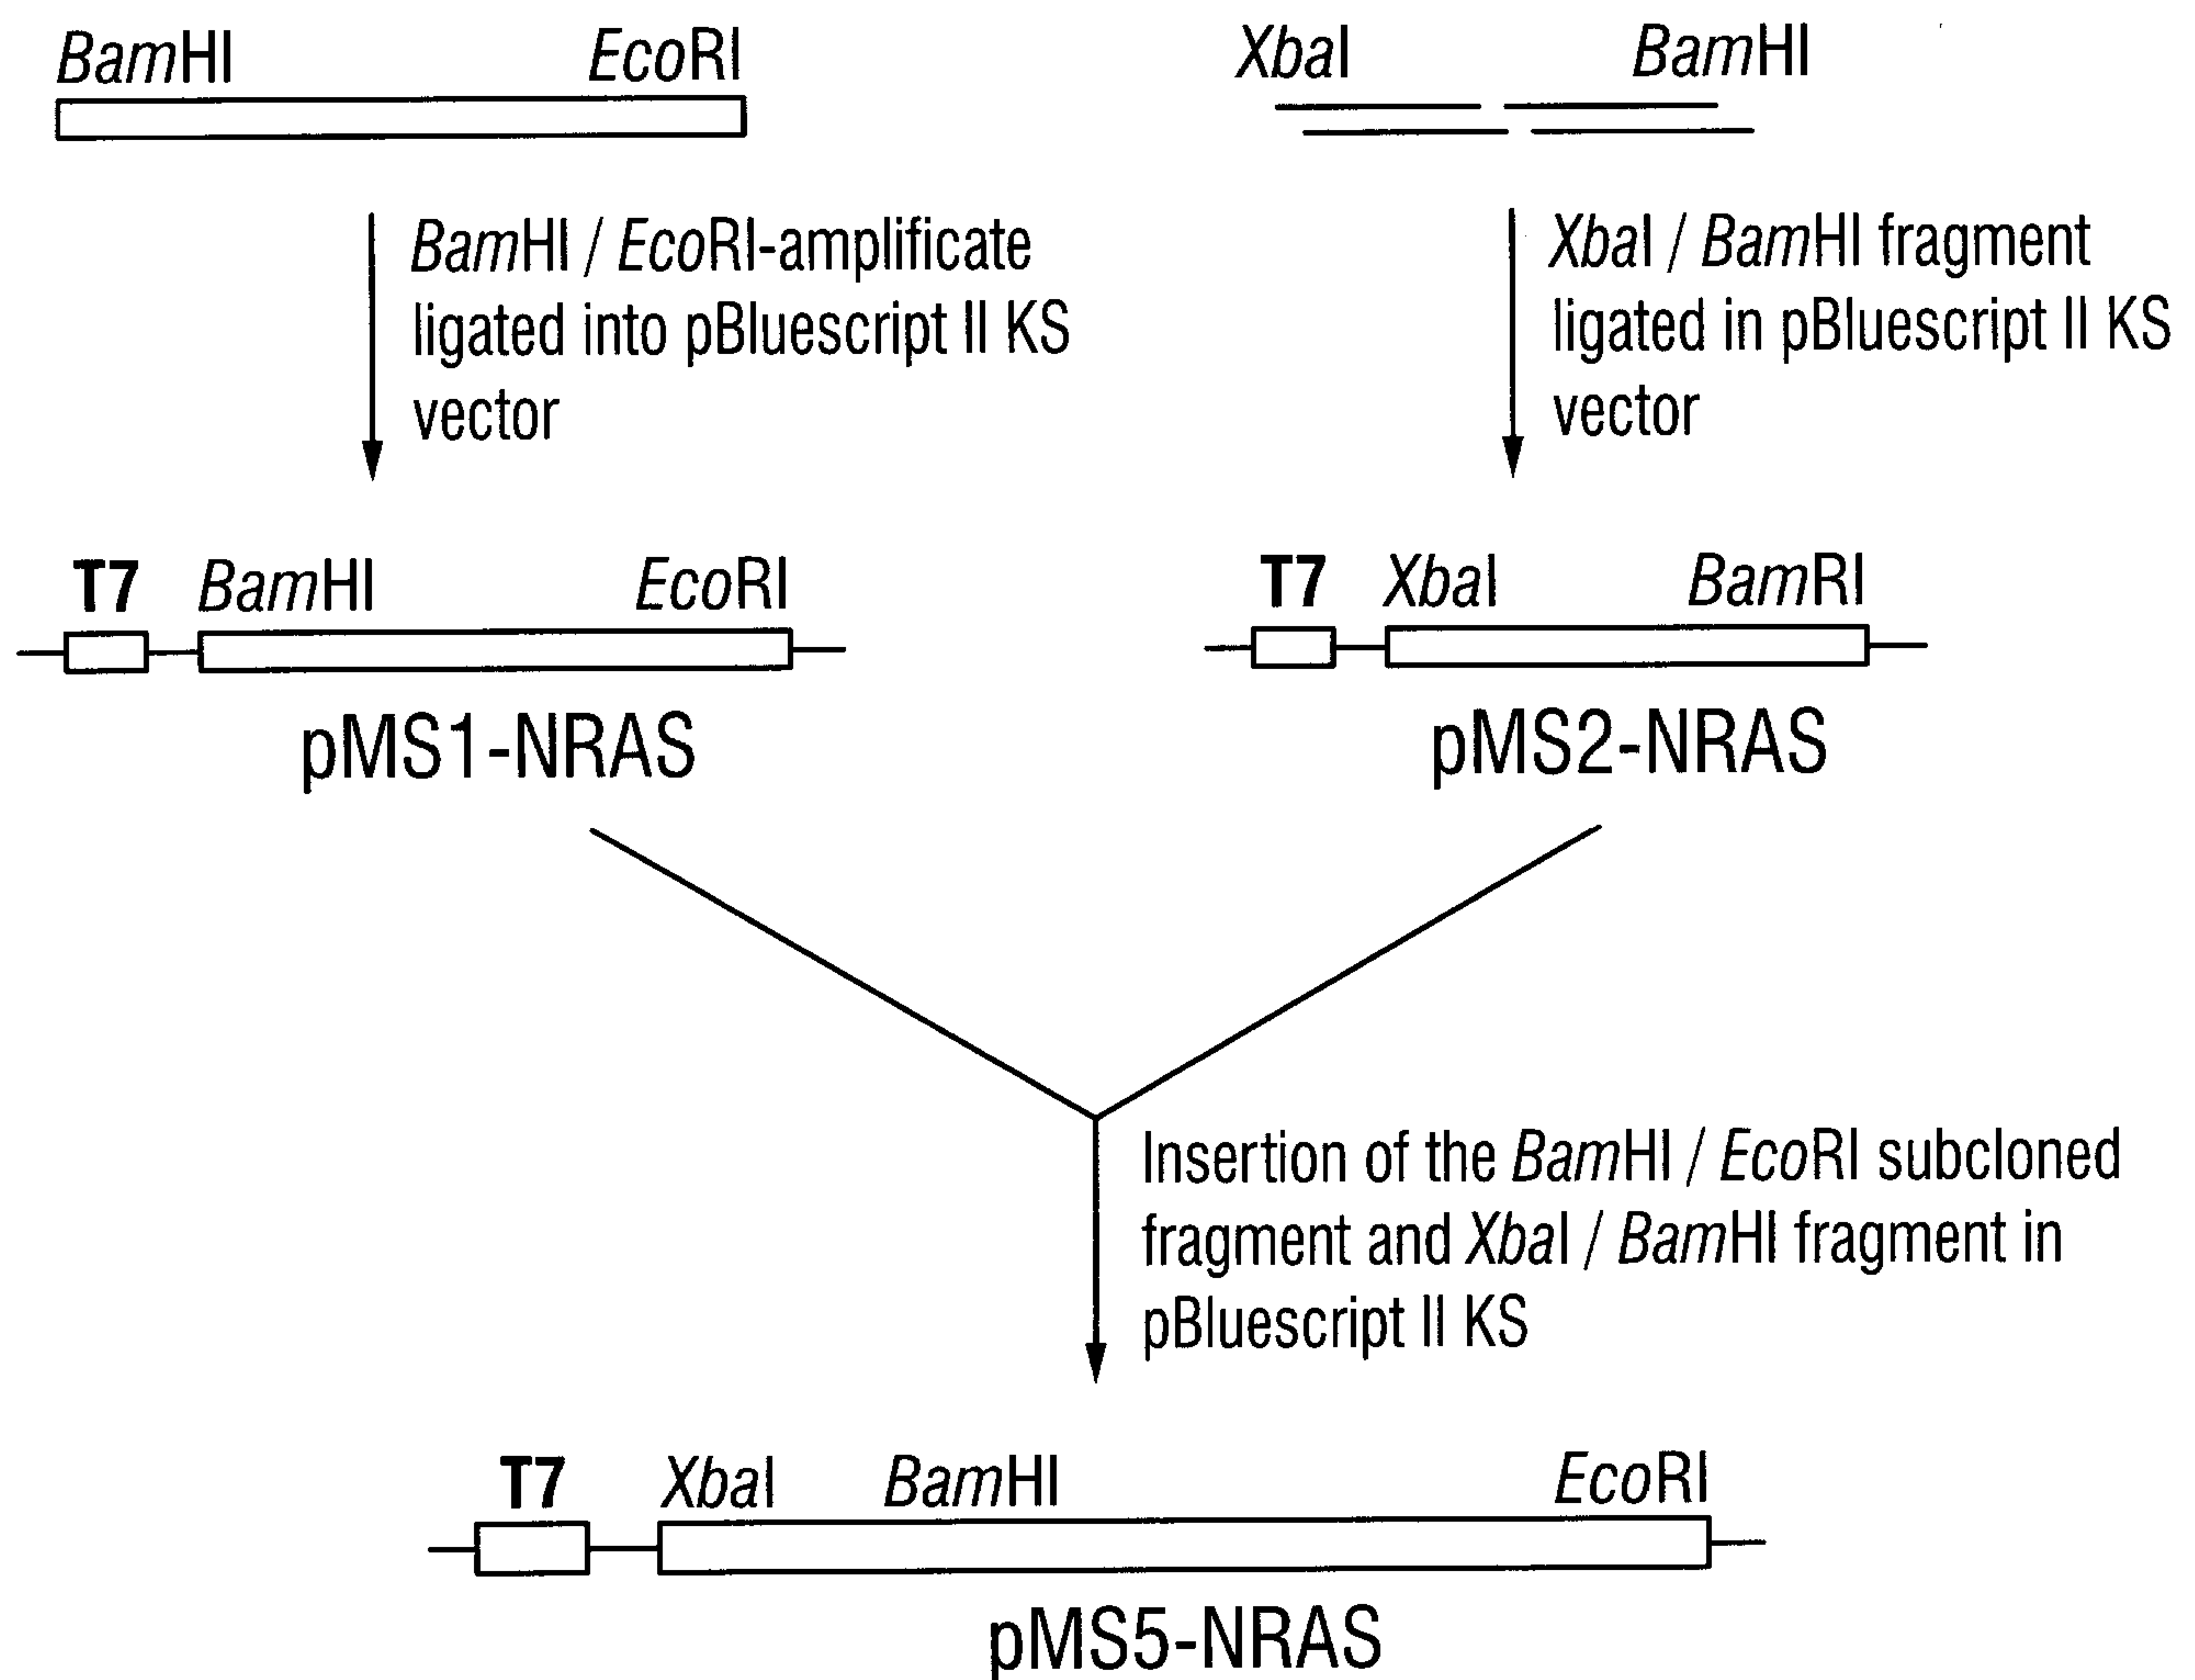 BamHI EcoRI
XbaI BamHI
BamHI / EcoRI-amplificate
ligated into pBluescript II KS
vector
XbaI / BamHI fragment
ligated in pBluescript II KS
vector
T7 BamHI EcoRI
pMS1-NRAS
T7 XbaI BamRI
pMS2-NRAS
Insertion of the BamHI / EcoRI subcloned
fragment and XbaI / BamHI fragment in
pBluescript II KS
T7 XbaI BamHI EcoRI
pMS5-NRAS